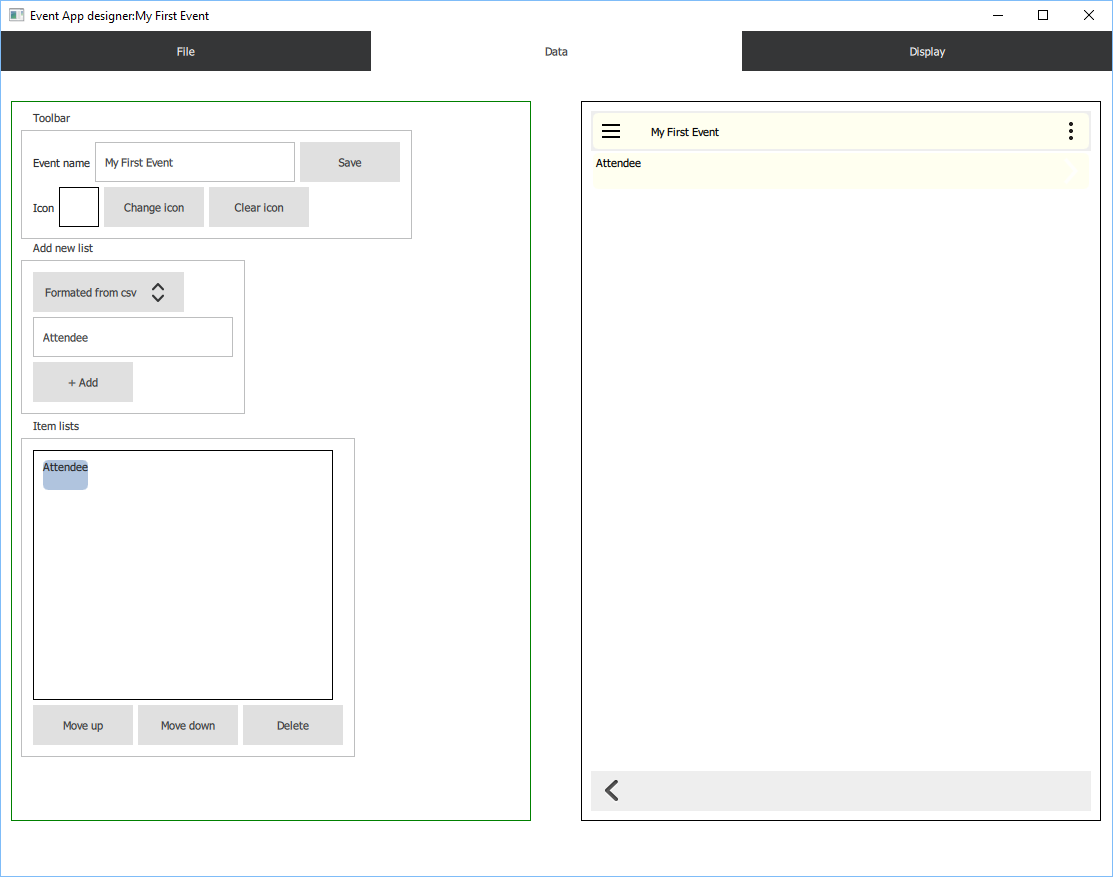 Event App designer:My First Event
File
Data
Display
Toolbar
Event name
My First Event
Save
Icon
Change icon
Clear icon
Add new list
Formated from csv
Attendee
+ Add
Item lists
Attendee
Move up
Move down
Delete
My First Event
Attendee